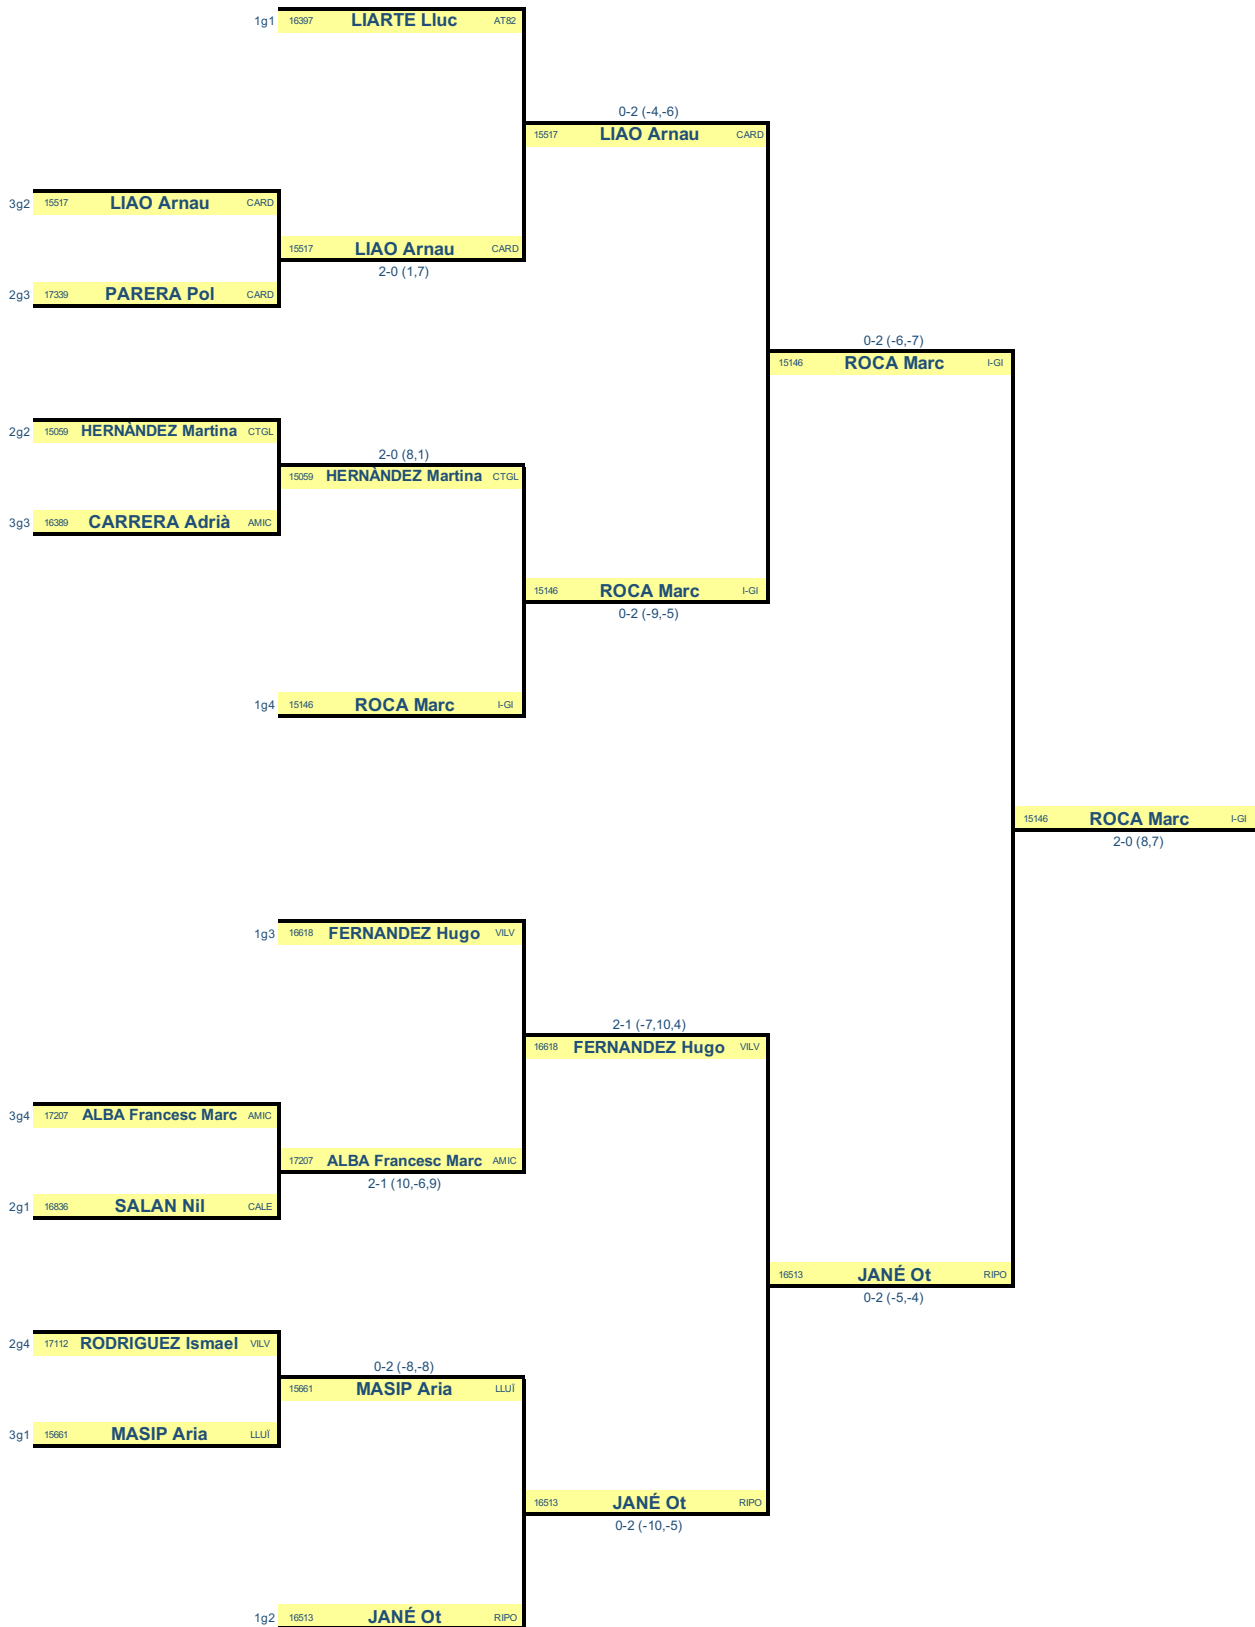 1g1 16397 LIARTE Lluc AT82
0-2 (-4,-6)
15517 LIAO Arnau CARD
3g2 15517 LIAO Arnau CARD
15517 LIAO Arnau CARD
2-0 (1,7)
2g3 17339 PARERA Pol CARD
0-2 (-6,-7)
15146 ROCA Marc I-GI
2g2 15059 HERNÀNDEZ Martina CTGL
2-0 (8,1)
15059 HERNÀNDEZ Martina CTGL
3g3 16389 CARRERA Adrià AMIC
15146 ROCA Marc I-GI
0-2 (-9,-5)
1g4 15146 ROCA Marc I-GI
15146 ROCA Marc I-GI
2-0 (8,7)
1g3 16618 FERNANDEZ Hugo VILV
2-1 (-7,10,4)
16618 FERNANDEZ Hugo VILV
3g4 17207 ALBA Francesc Marc AMIC
17207 ALBA Francesc Marc AMIC
2-1 (10,-6,9)
2g1 16836 SALAN Nil CALE
16513 JANÉ Ot RIPO
0-2 (-5,-4)
2g4 17112 RODRIGUEZ Ismael VILV
0-2 (-8,-8)
15661 MASIP Aria LLUÏ
3g1 15661 MASIP Aria LLUÏ
16513 JANÉ Ot RIPO
0-2 (-10,-5)
1g2 16513 JANÉ Ot RIPO